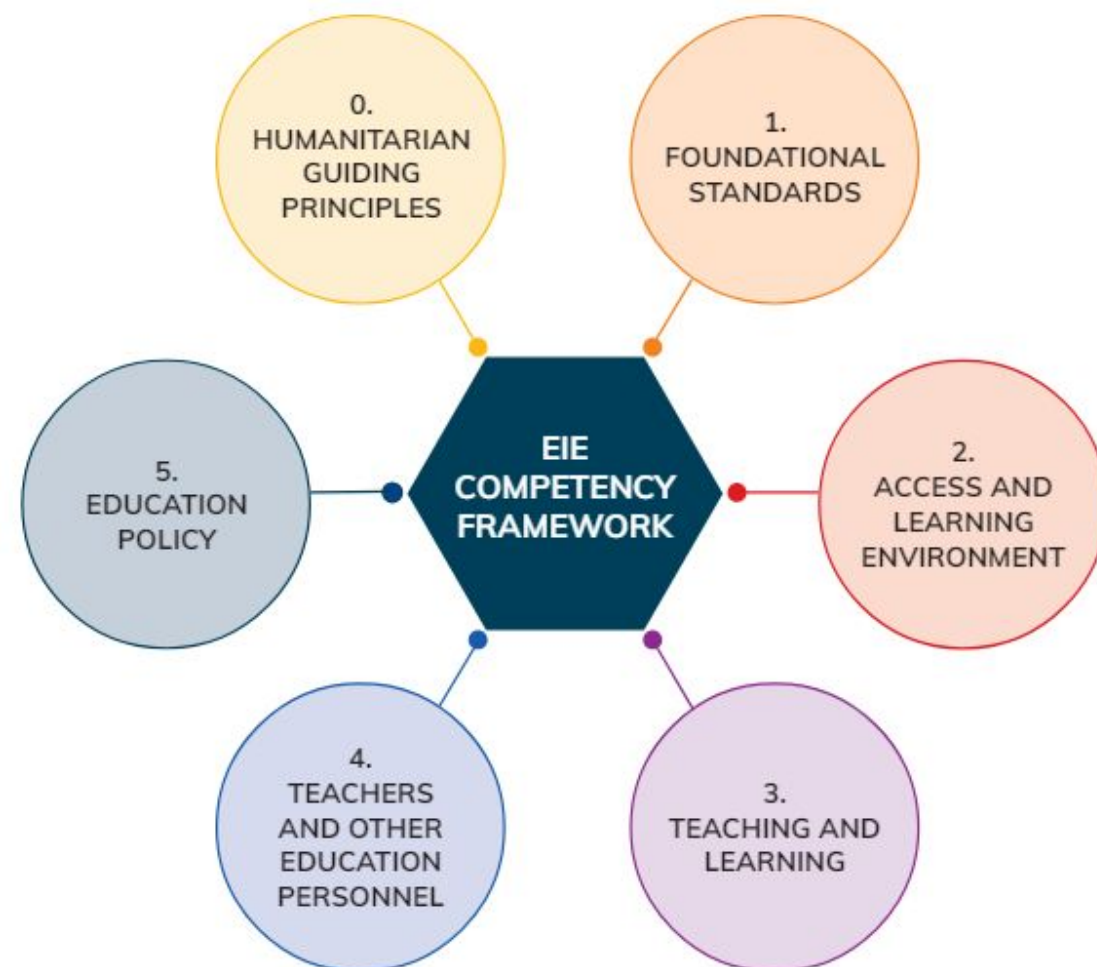 0.
HUMANITARIAN
GUIDING
PRINCIPLES
1.
FOUNDATIONAL
STANDARDS
EIE
COMPETENCY
FRAMEWORK
2.
ACCESS AND
LEARNING
ENVIRONMENT
3.
TEACHING AND
LEARNING
4.
TEACHERS
AND OTHER
EDUCATION
PERSONNEL
5.
EDUCATION
POLICY